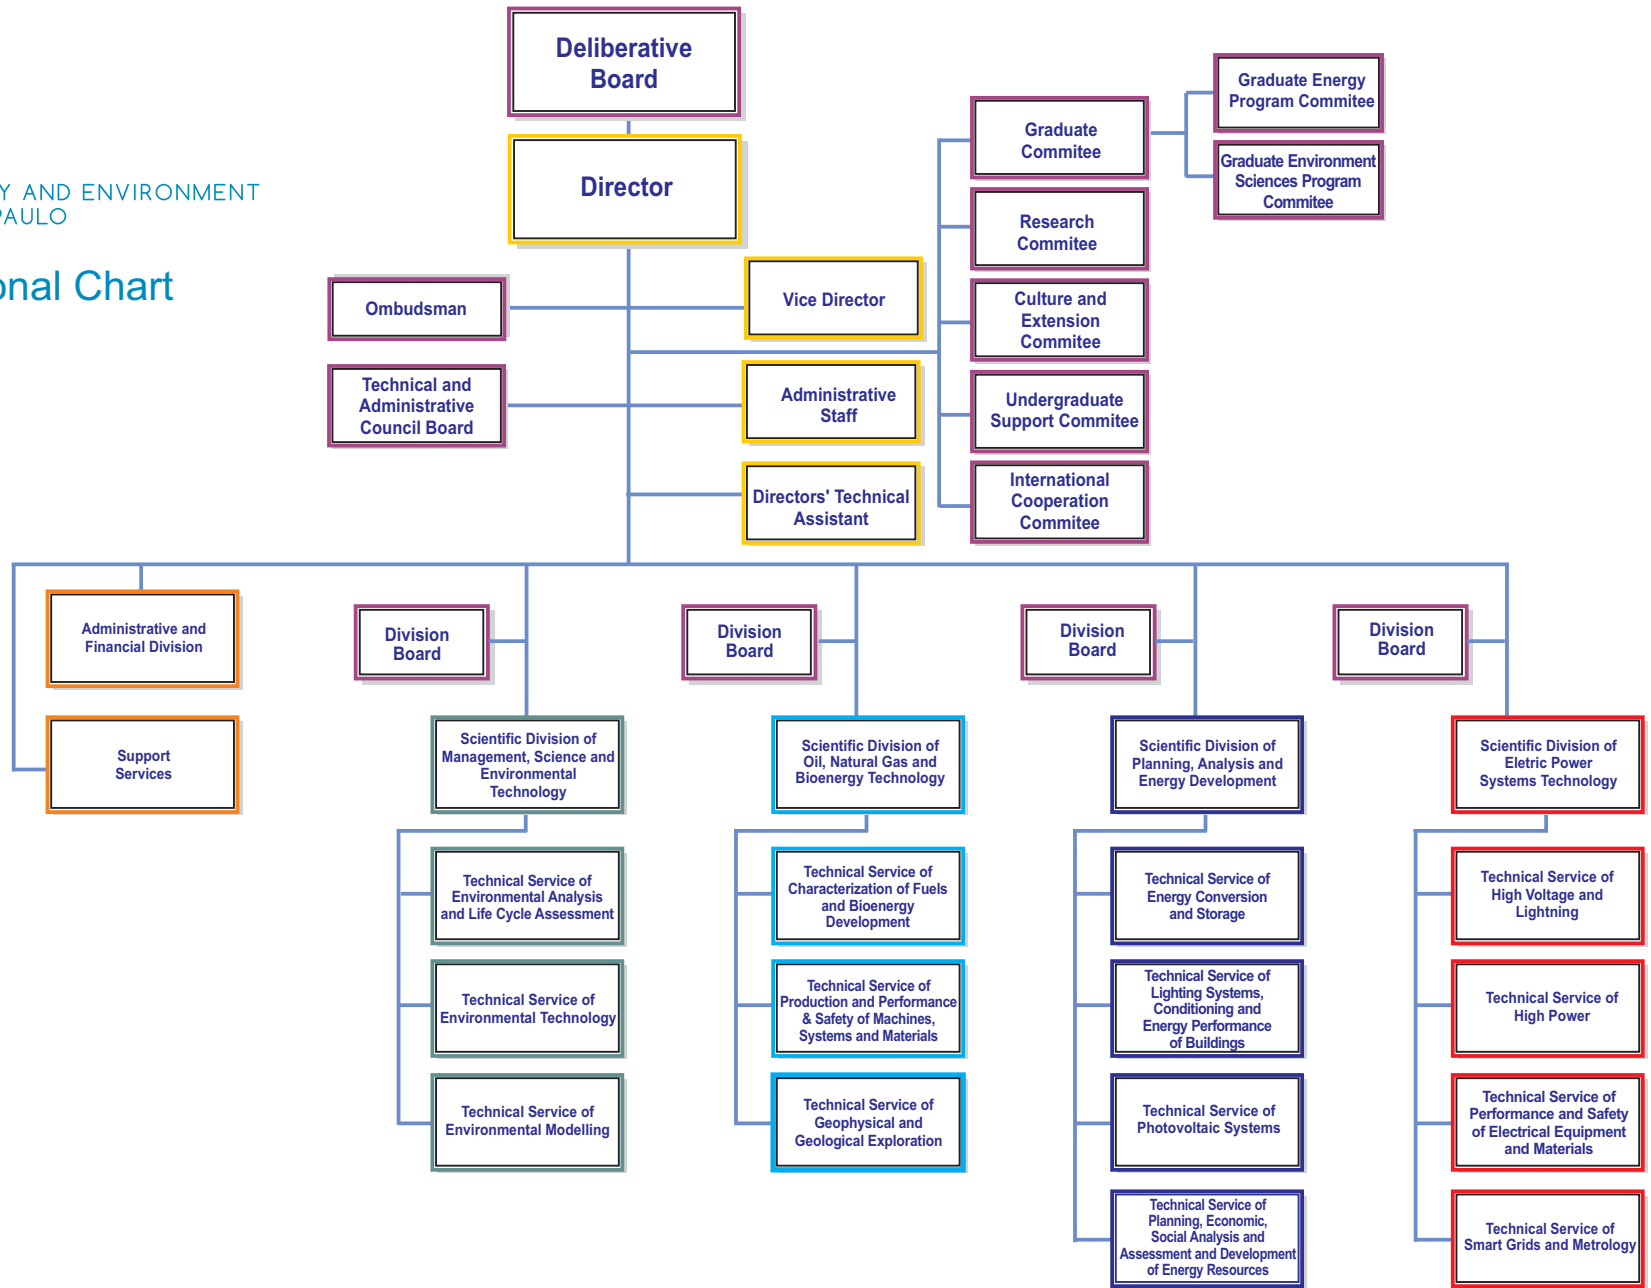 Deliberative
Board
Director
Y AND ENVIRONMENT
PAULO
onal Chart
Ombudsman
Technical and
Administrative
Council Board
Vice Director
Administrative
Staff
Directors' Technical
Assistant
Graduate
Commitee
Research
Commitee
Culture and
Extension
Commitee
Undergraduate
Support Commitee
International
Cooperation
Commitee
Graduate Energy
Program Commitee
Graduate Environment
Sciences Program
Commitee
Administrative and
Financial Division
Support
Services
Division
Board
Scientific Division of
Management, Science and
Environmental
Technology
Technical Service of
Environmental Analysis
and Life Cycle Assessment
Technical Service of
Environmental Technology
Technical Service of
Environmental Modelling
Division
Board
Scientific Division of
Oil, Natural Gas and
Bioenergy Technology
Technical Service of
Characterization of Fuels
and Bioenergy
Development
Technical Service of
Production and Performance
& Safety of Machines,
Systems and Materials
Technical Service of
Geophysical and
Geological Exploration
Division
Board
Scientific Division of
Planning, Analysis and
Energy Development
Technical Service of
Energy Conversion
and Storage
Technical Service of
Lighting Systems,
Conditioning and
Energy Performance
of Buildings
Technical Service of
Photovoltaic Systems
Technical Service of
Planning, Economic,
Social Analysis and
Assessment and Development
of Energy Resources
Division
Board
Scientific Division of
Eletric Power
Systems Technology
Technical Service of
High Voltage and
Lightning
Technical Service of
High Power
Technical Service of
Performance and Safety
of Electrical Equipment
and Materials
Technical Service of
Smart Grids and Metrology